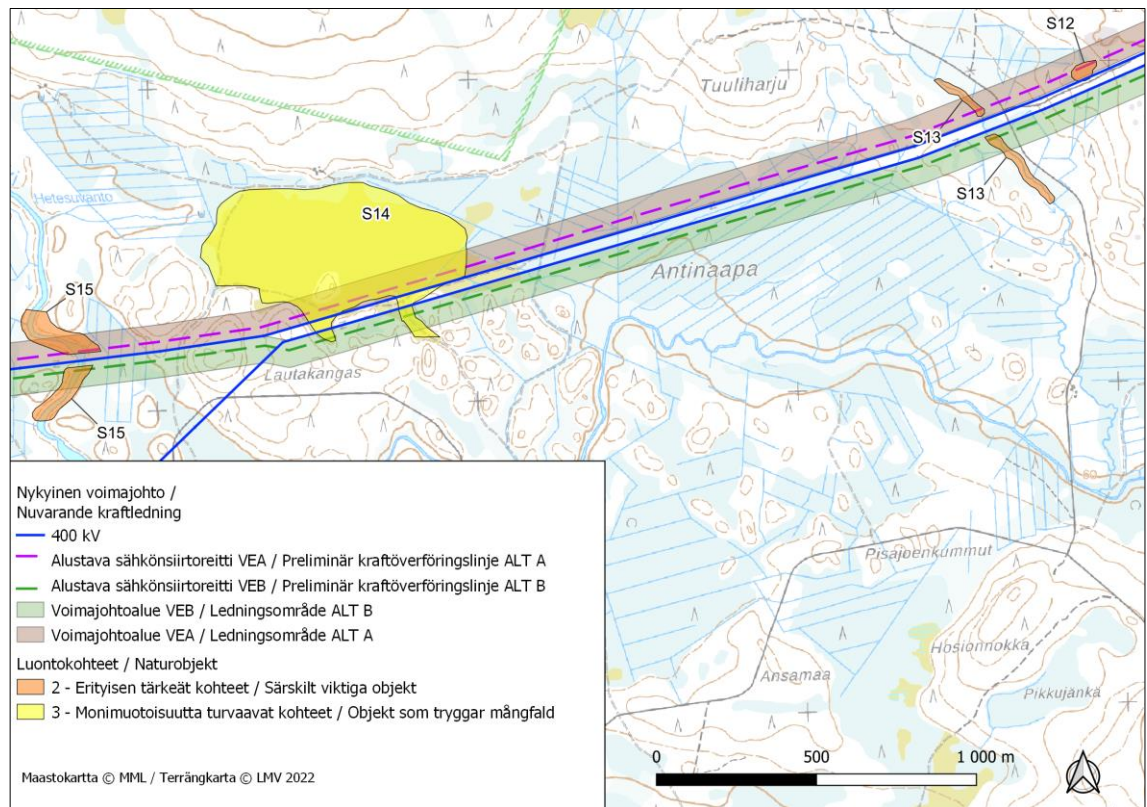 S12
Tuuliharju
S13
S13
Hetesuvanto
S14
Antinaapa
S15
Lautakangas
S15
60
Pisajoenkummut
Hosionnokka
Ansamaa
Pikkujänkä
Nykyinen voimajohto /
Nuvarande kraftledning
400 kV
Alustava sähkönsiirtoreitti VEA / Preliminär kraftöverföringslinje ALT A
Alustava sähkönsiirtoreitti VEB / Preliminär kraftöverföringslinje ALT B
Voimajohtoalue VEB / Ledningsområde ALT B
Voimajohtoalue VEA / Ledningsområde ALT A
Luontokohteet / Naturobjekt
2 - Erityisen tärkeät kohteet / Särskilt viktiga objekt
3 - Monimuotoisuutta turvaavat kohteet / Objekt som tryggar mångfald
Maastokartta © MML / Terrängkarta © LMV 2022
0 500 1 000 m